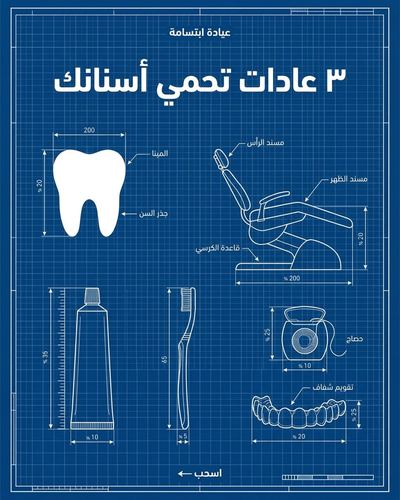 عيادة ابتسامة
٣ عادات تحمي أسنانك
200
المينا
% 20
جذر السن
مسند الرأس
مسند الظهر
% 20
قاعدة الكرسي
% 200
% 35
% 10
65
% 5
% 25
حصاج
% 10
تقويم شفاف
% 25
% 20
اسحب ←